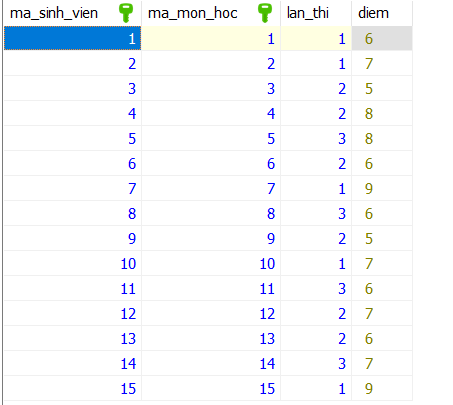 ma_sinh_vien ma_mon_hoc lan_thi diem
1 1 1 6
2 2 1 7
3 3 2 5
4 4 2 8
5 5 3 8
6 6 2 6
7 7 1 9
8 8 3 6
9 9 2 5
10 10 1 7
11 11 3 6
12 12 2 7
13 13 2 6
14 14 3 7
15 15 1 9